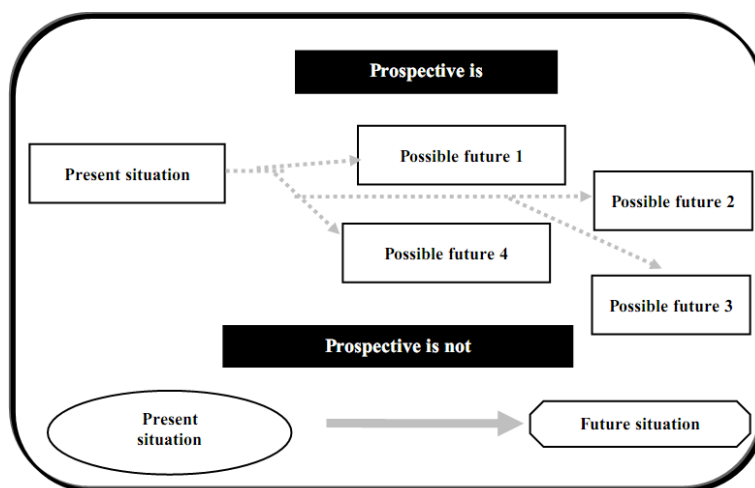 Prospective is
Possible future 1
Present situation
Possible future 2
Possible future 4
Possible future 3
Prospective is not
Present
situation
Future situation